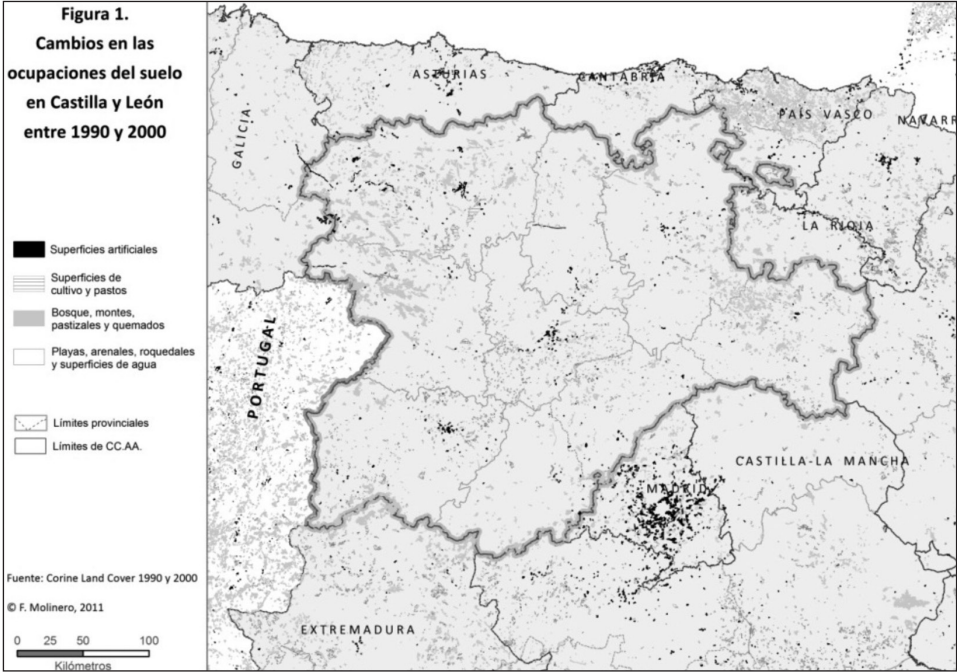 Figura 1.
Cambios en las
ocupaciones del suelo
en Castilla y León
entre 1990 y 2000
Superficies artificiales
Superficies de
cultivo y pastos
Bosque, montes,
pastizales y quemados
Playas, arenales, roquedales
y superficies de agua
Límites provinciales
Límites de CC.AA.
Fuente: Corine Land Cover 1990 y 2000
© F. Molinero, 2011
0 25 50 100
Kilómetros
ASTURIAS
CANTABRIA
PAÍS VASCO
NAVARR
GALICIA
LA RIOJA
PORTUGAL
CASTILLA-LA MANCHA
MADRID
EXTREMADURA